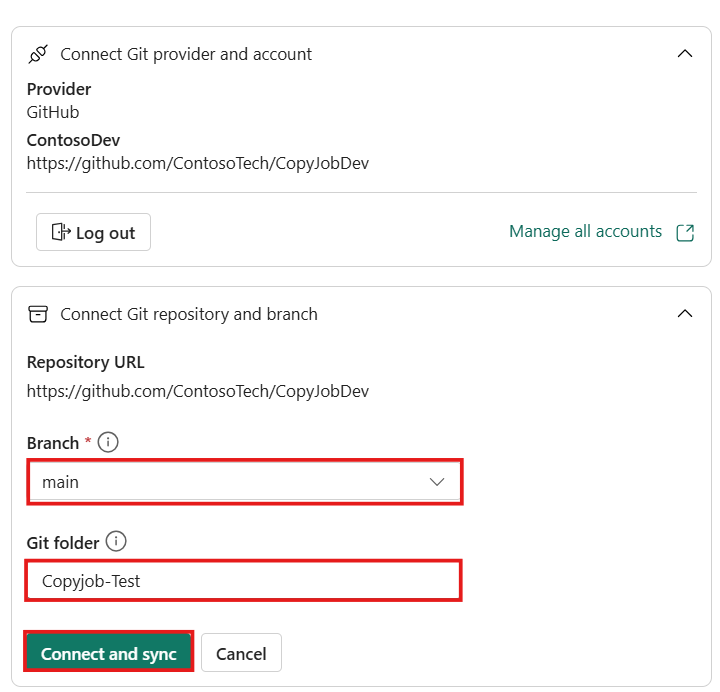 Connect Git provider and account
Provider
GitHub
ContosoDev
https://github.com/ContosoTech/CopyJobDev
Log out
Manage all accounts
Connect Git repository and branch
Repository URL
https://github.com/ContosoTech/CopyJobDev
Branch *
main
Git folder
Copyjob-Test
Connect and sync
Cancel